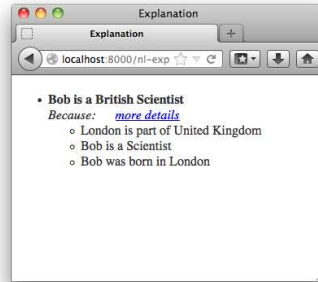 Explanation
Explanation
localhost:8000/nl-exp
Bob is a British Scientist
Because: more details
London is part of United Kingdom
Bob is a Scientist
Bob was born in London